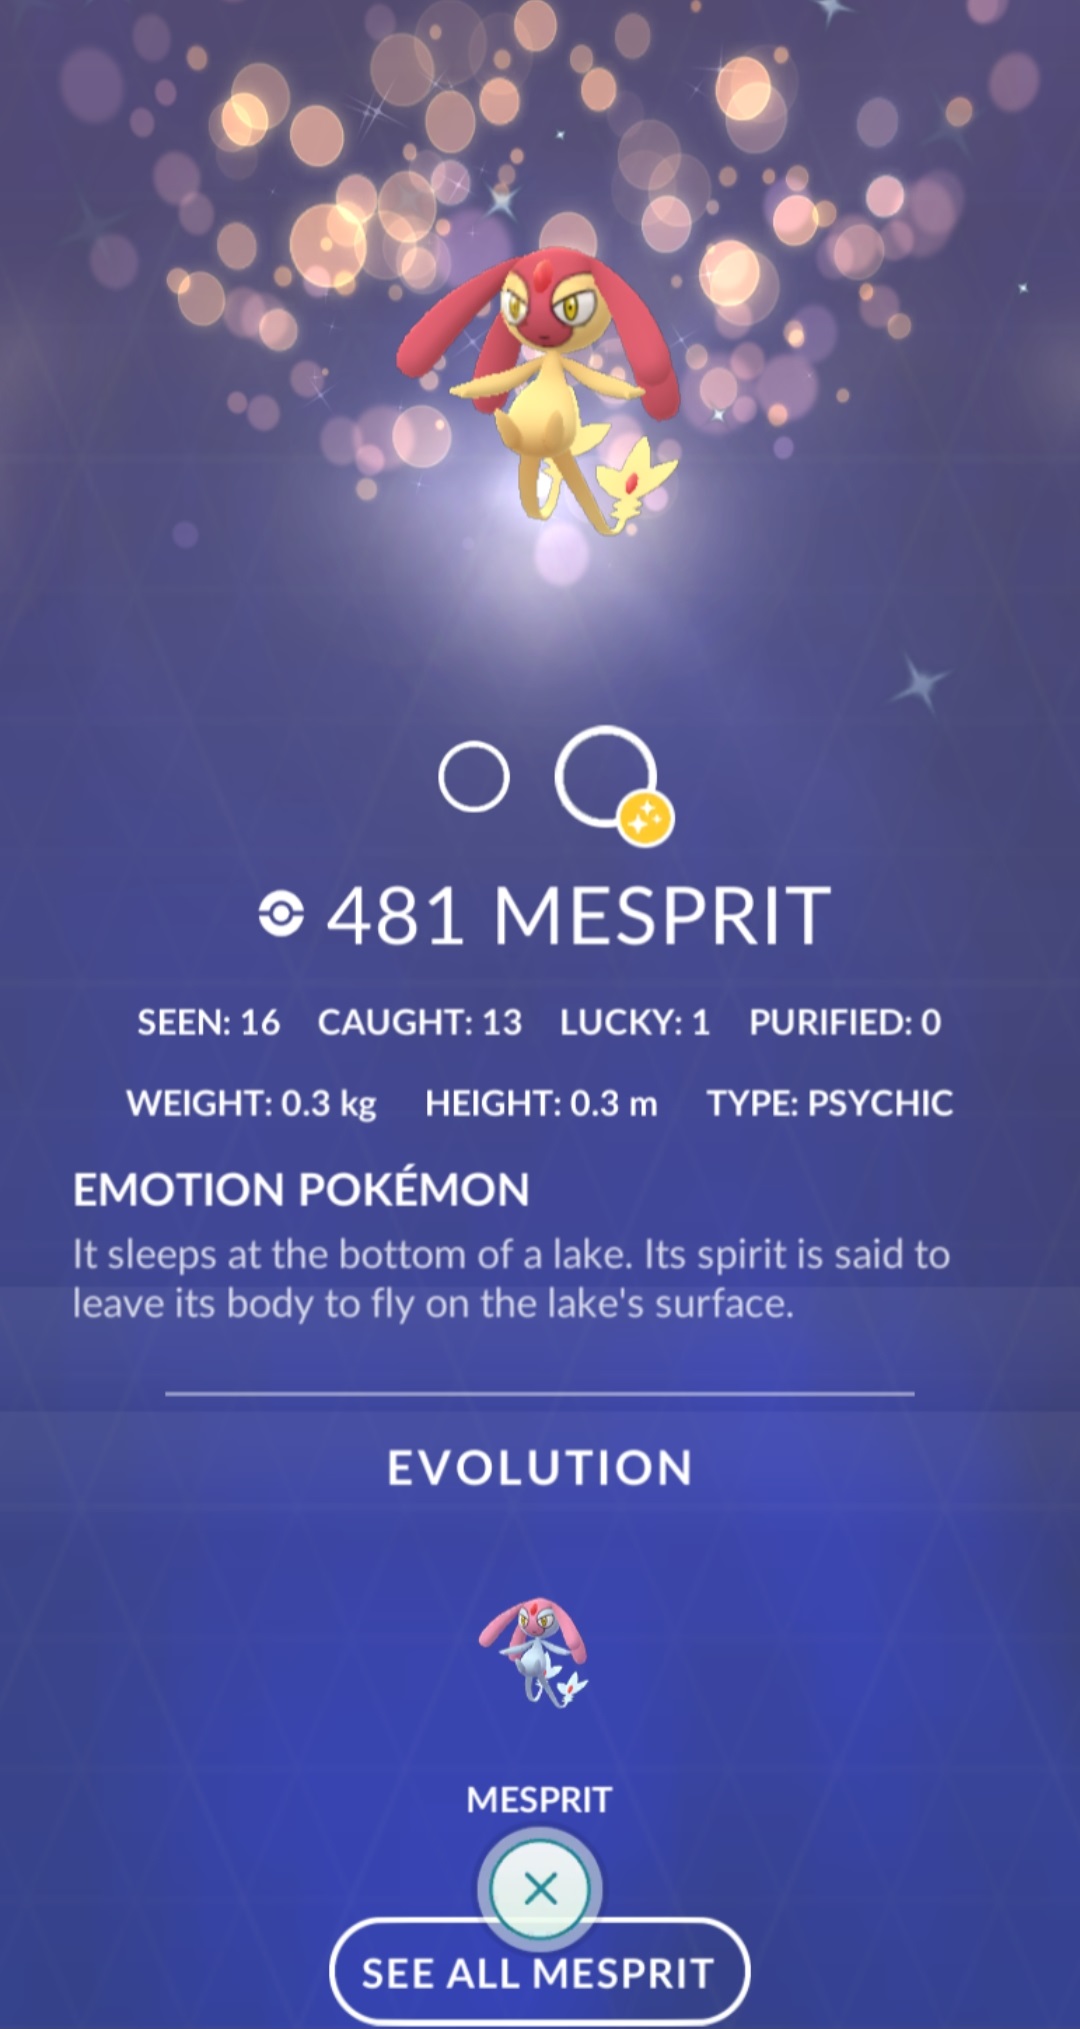 481 MESPRIT
SEEN: 16 CAUGHT: 13 LUCKY: 1 PURIFIED: 0
WEIGHT: 0.3 kg HEIGHT: 0.3 m TYPE: PSYCHIC
EMOTION POKÉMON
It sleeps at the bottom of a lake. Its spirit is said to
leave its body to fly on the lake's surface.
EVOLUTION
MESPRIT
SEE ALL MESPRIT